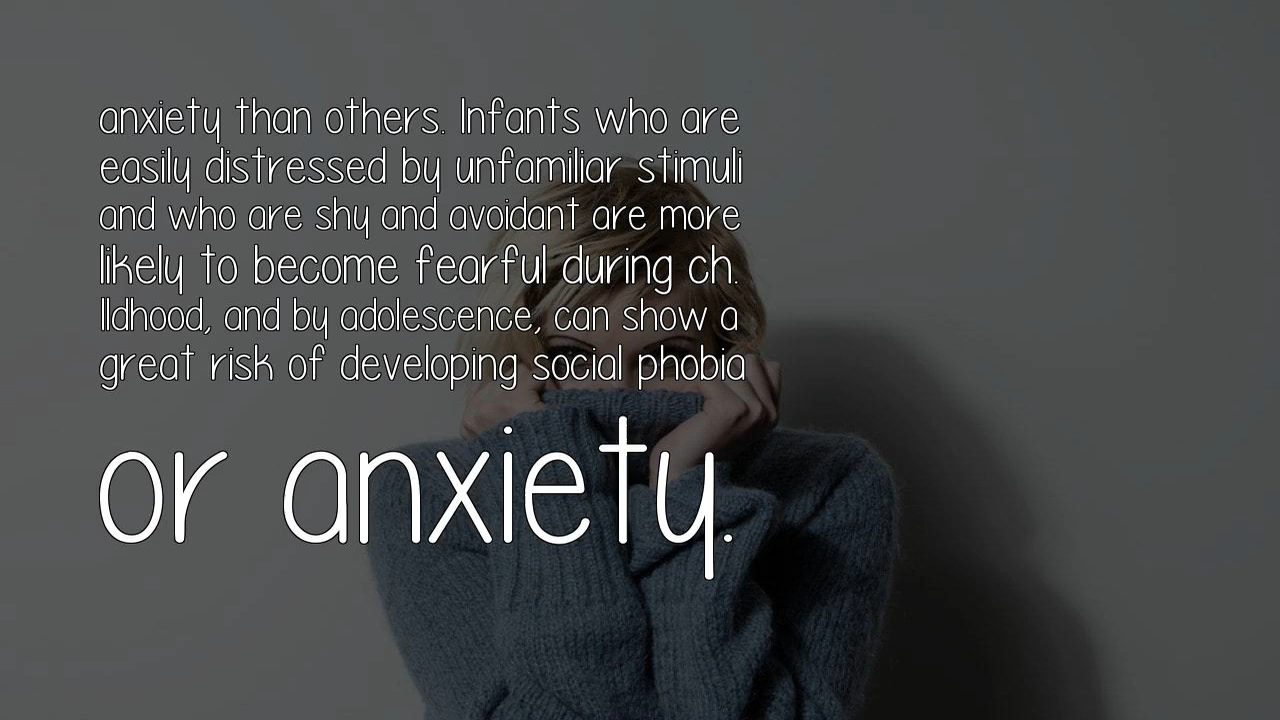 anxiety than others. Infants who are
easily distressed by unfamiliar stimuli
and who are shy and avoidant are more
likely to become fearful during ch.
lldhood, and by adolescence, can show a
great risk of developing social phobia
or anxiety.